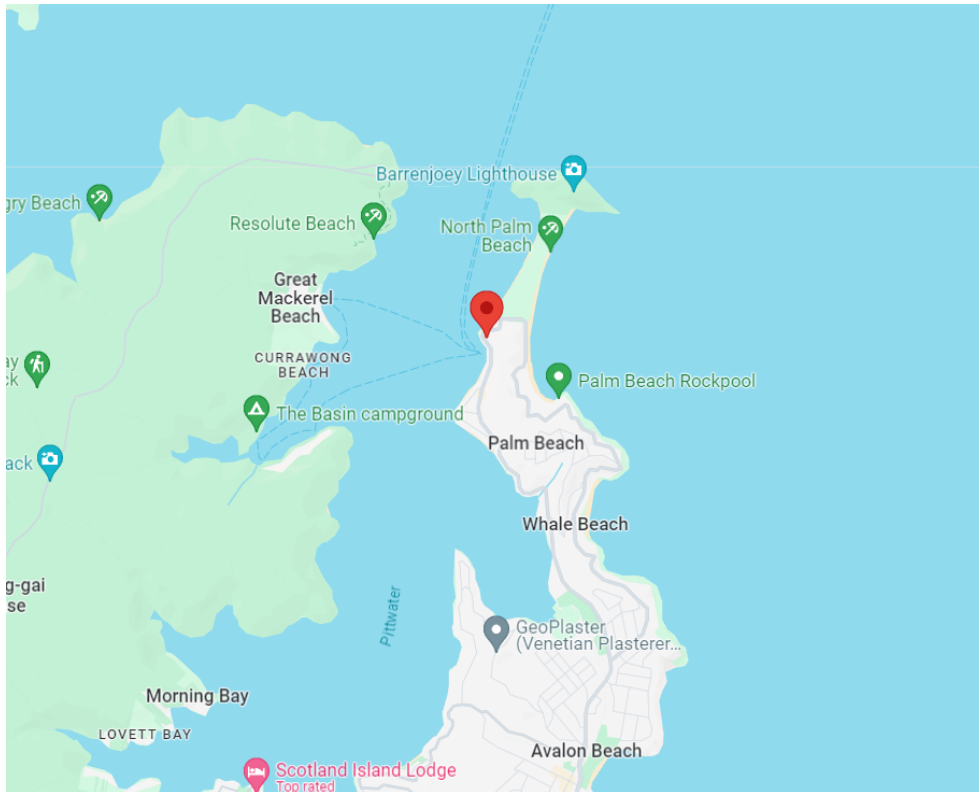 Barrenjoey Lighthouse
gry Beach
Resolute Beach
North Palm
Beach
Great
Mackerel
Beach
CURRAWONG
BEACH
ay
ck
Palm Beach Rockpool
The Basin campground
Palm Beach
ack
Whale Beach
g-gai
se
Pittwater
GeoPlaster
(Venetian Plasterer...
Morning Bay
LOVETT BAY
Avalon Beach
Scotland Island Lodge
Top rated